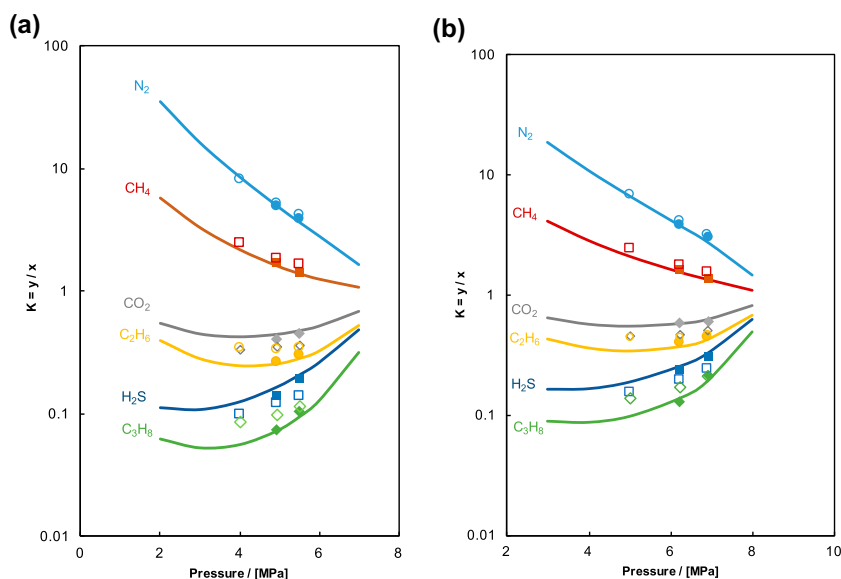 (a)
100
10
1
0.1
0.01
K = y / x
N₂
CH₄
CO₂
C₂H₆
H₂S
C₃H₈
0
2
4
6
8
Pressure / [MPa]
(b)
100
10
1
0.1
0.01
K = y / x
N₂
CH₄
CO₂
C₂H₆
H₂S
C₃H₈
2
4
6
8
10
Pressure / [MPa]